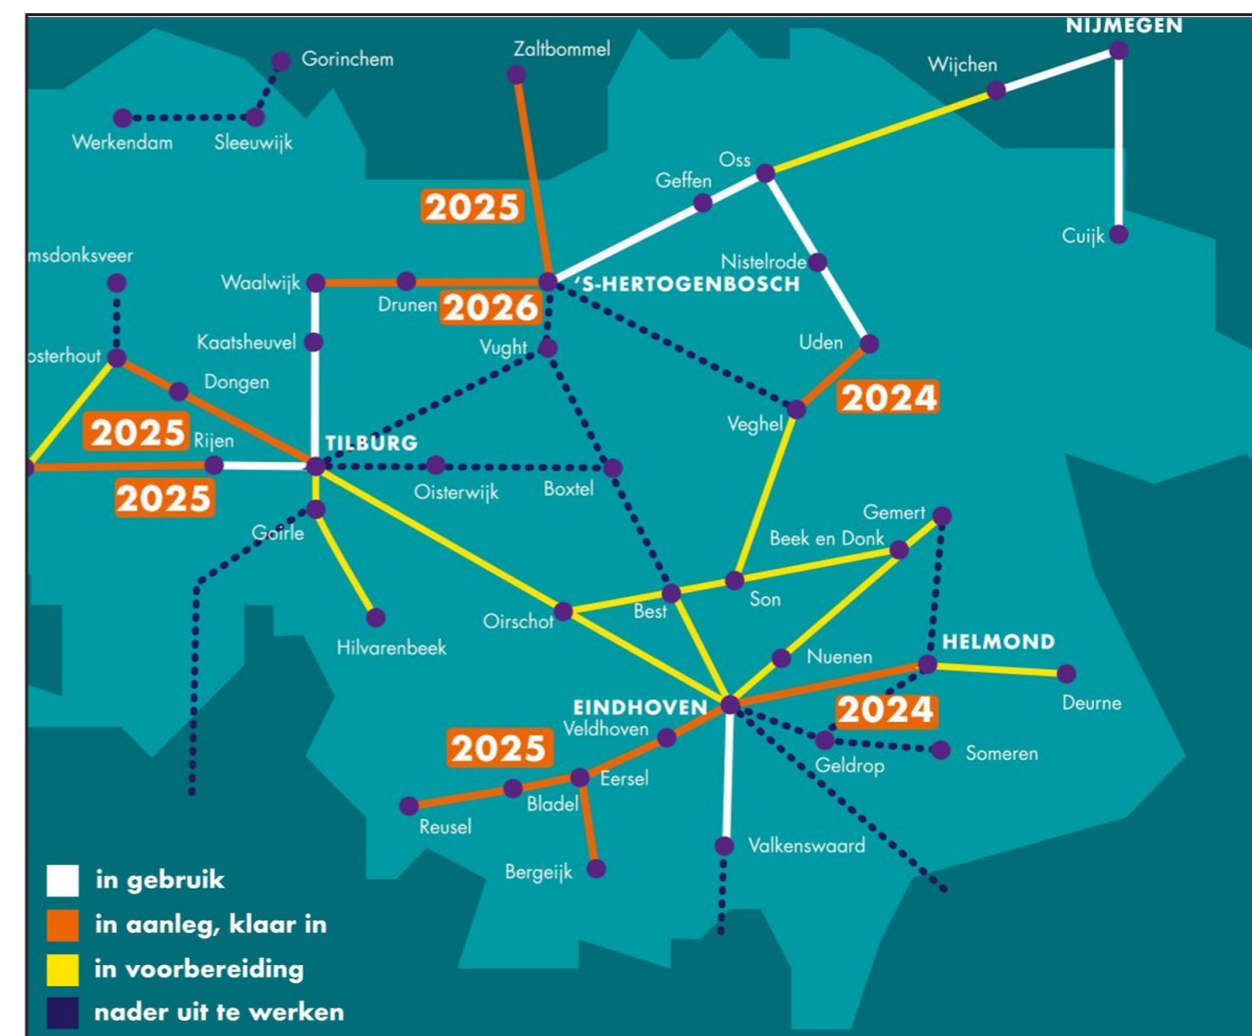 NIJMEGEN
Zaltbommel
Gorinchem
Wijchen
Werkendam
Sleeuwijk
Oss
Geffen
2025
Cuijk
msdonksveer
Nistelrode
Waalwijk
'S-HERTOGENBOSCH
Drunen
2026
Kaatsheuvel
Vught
Uden
osterhout
Dongen
2024
Veghel
2025
Rijen
TILBURG
Oisterwijk
Boxtel
2025
Gemert
Goirle
Beek en Donk
Son
Best
Oirschot
HELMOND
Hilvarenbeek
Nuenen
Deurne
EINDHOVEN
2024
Veldhoven
2025
Someren
Geldrop
Eersel
Bladel
Reusel
Valkenswaard
Bergeijk
in gebruik
in aanleg, klaar in
in voorbereiding
nader uit te werken